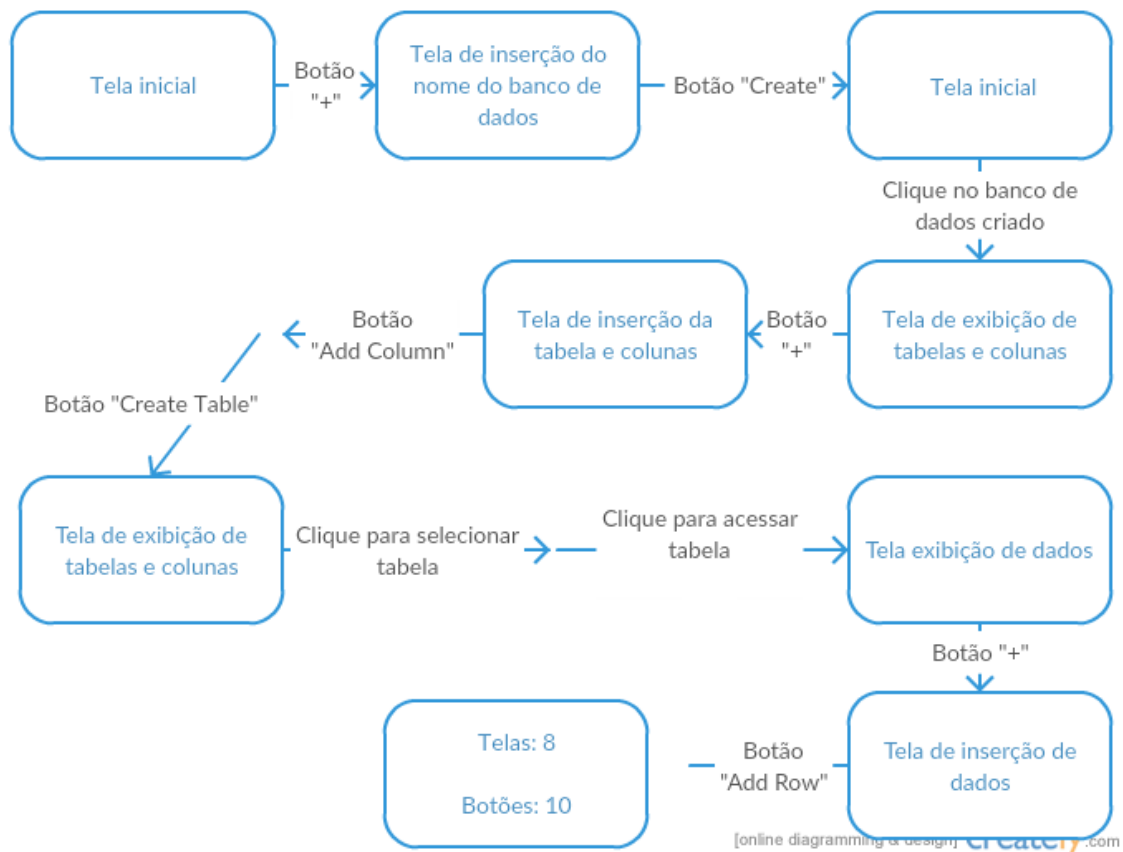 Tela inicial
Botão
"+"
Tela de inserção do
nome do banco de
dados
Botão "Create"
Tela inicial
Clique no banco de
dados criado
Tela de exibição de
tabelas e colunas
Botão
"+"
Tela de inserção da
tabela e colunas
Botão
"Add Column"
Botão "Create Table"
Tela de exibição de
tabelas e colunas
Clique para selecionar
tabela
Clique para acessar
tabela
Tela exibição de dados
Botão "+"
Tela de inserção de
dados
Botão
"Add Row"
Telas: 8
Botões: 10
[online diagramming & design] creately.com